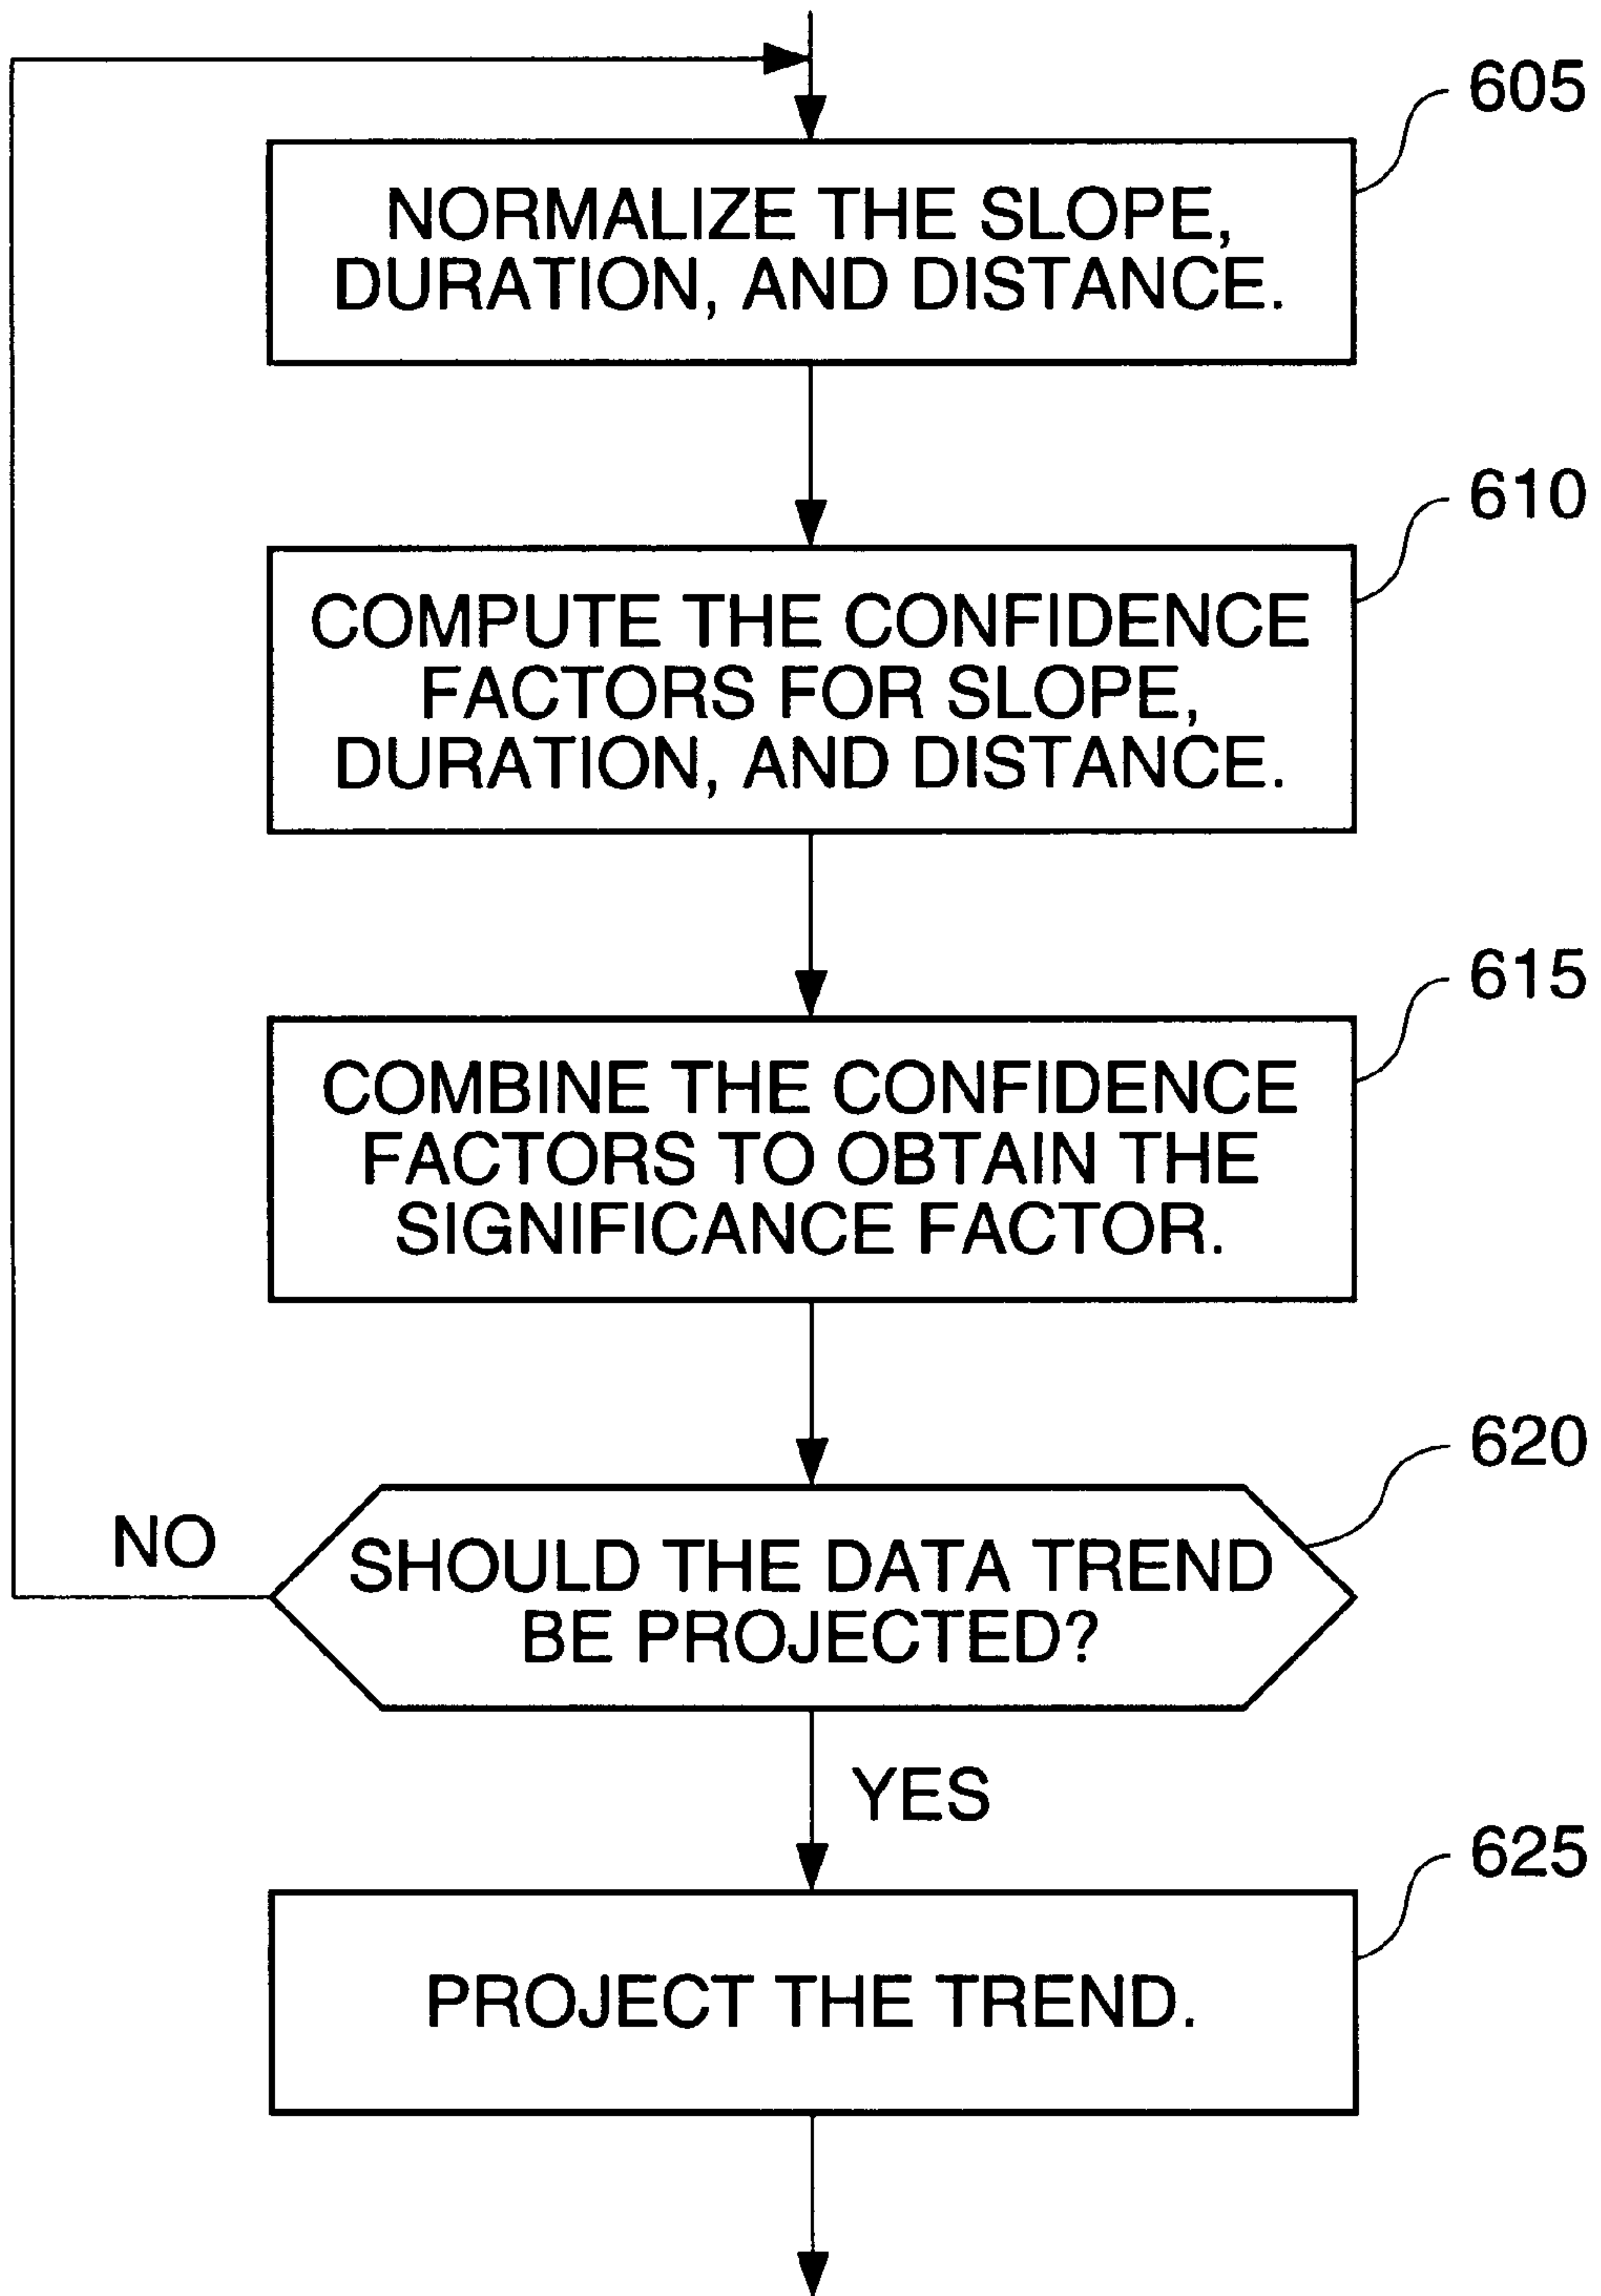 605
NORMALIZE THE SLOPE,
DURATION, AND DISTANCE.
610
COMPUTE THE CONFIDENCE
FACTORS FOR SLOPE,
DURATION, AND DISTANCE.
615
COMBINE THE CONFIDENCE
FACTORS TO OBTAIN THE
SIGNIFICANCE FACTOR.
620
NO
SHOULD THE DATA TREND
BE PROJECTED?
YES
625
PROJECT THE TREND.